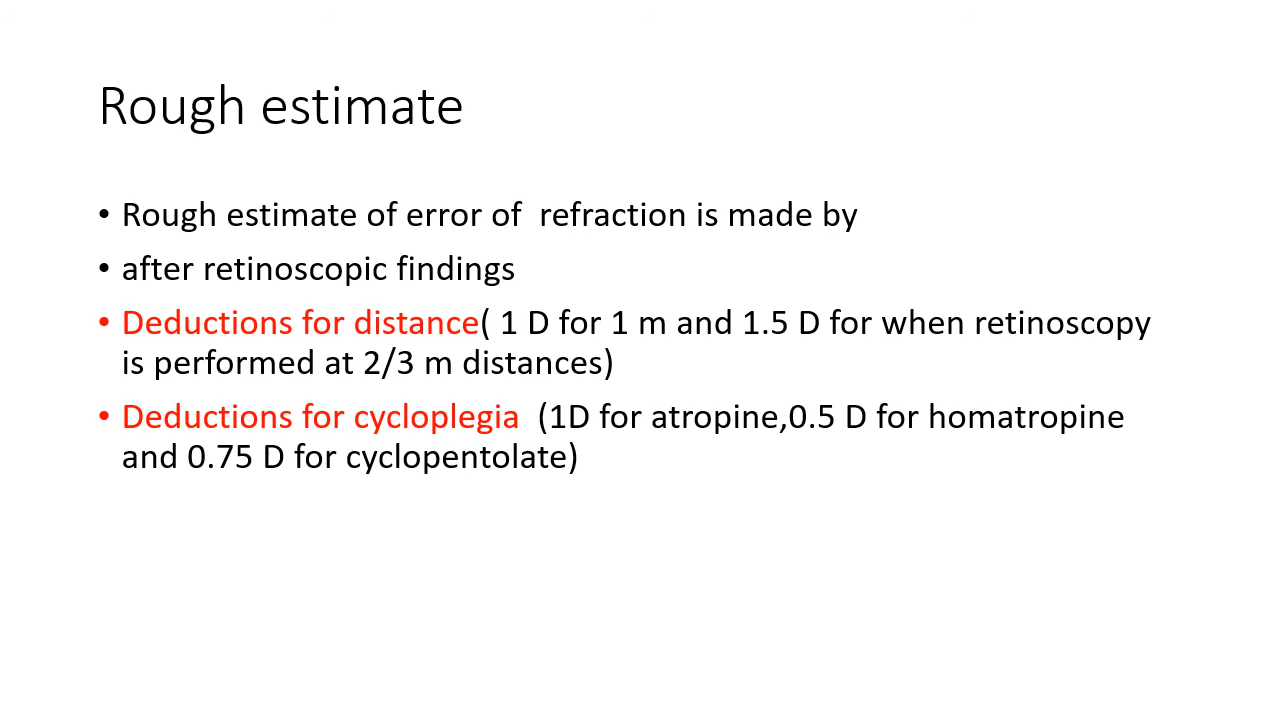 Rough estimate
• Rough estimate of error of  refraction is made by
• after retinoscopic findings
• Deductions for distance( 1 D for 1 m and 1.5 D for when retinoscopy
is performed at 2/3 m distances)
• Deductions for cycloplegia  (1D for atropine,0.5 D for homatropine
and 0.75 D for cyclopentolate)